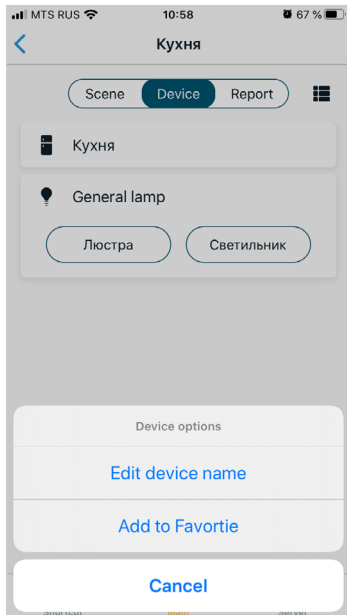 MTS RUS 10:58 67 %
Кухня
Scene Device Report
Кухня
General lamp
Люстра Светильник
Device options
Edit device name
Add to Favortie
Cancel
Shortcut Main Server